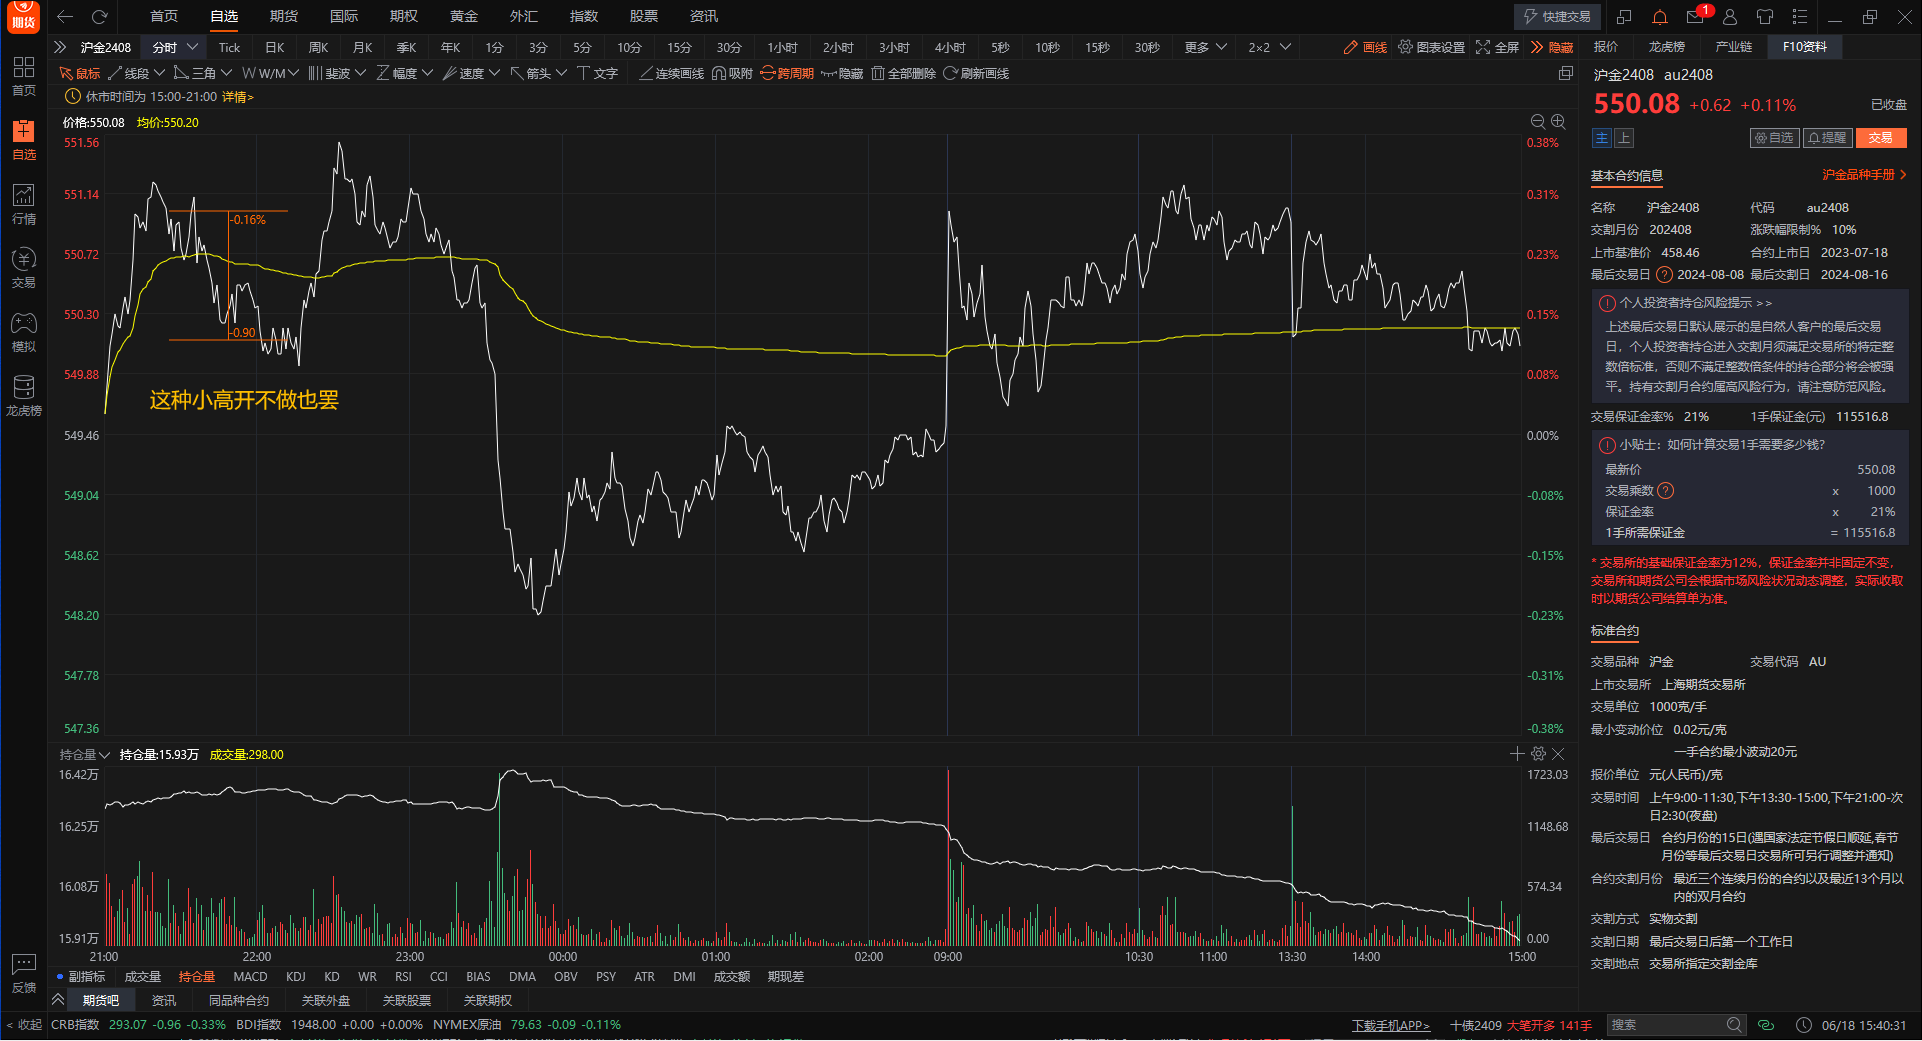 期货
首页 自选 期货 国际 期权 黄金 外汇 指数 股票 资讯
快捷交易 1
沪金2408 分时 Tick 日K 周K 月K 季K 年K 1分 3分 5分 10分 15分 30分 1小时 2小时 3小时 4小时 5秒 10秒 15秒 30秒 更多 2×2
画线 图表设置 全屏 隐藏 报价 龙虎榜 产业链 F10资料
鼠标 线段 三角 W/M 斐波 幅度 速度 箭头 文字 连续画线 吸附 跨周期 隐藏 全部删除 刷新画线
休市时间为 15:00-21:00 详情>
首页
自选
行情
交易
模拟
龙虎榜
反馈
< 收起
价格:550.08 均价:550.20
551.56 0.38%
551.14 0.31%
550.72 0.23%
550.30 0.15%
549.88 0.08%
549.46 0.00%
549.04 -0.08%
548.62 -0.15%
548.20 -0.23%
547.78 -0.31%
547.36 -0.38%
-0.16%
-0.90
这种小高开不做也罢
持仓量 持仓量:15.93万 成交量:298.00
16.42万 1723.03
16.25万 1148.68
16.08万 574.34
15.91万 0.00
21:00 22:00 23:00 00:00 01:00 02:00 09:00 10:30 11:00 13:30 14:00 15:00
副指标 成交量 持仓量 MACD KDJ KD WR RSI CCI BIAS DMA OBV PSY ATR DMI 成交额 期现差
期货吧 资讯 同品种合约 关联外盘 关联股票 关联期权
沪金2408 au2408
550.08 +0.62 +0.11% 已收盘
主 上 自选 提醒 交易
基本合约信息 沪金品种手册 >
名称 沪金2408 代码 au2408
交割月份 202408 涨跌幅限制% 10%
上市基准价 458.46 合约上市日 2023-07-18
最后交易日 ? 2024-08-08 最后交割日 2024-08-16
! 个人投资者持仓风险提示 >>
上述最后交易日默认展示的是自然人客户的最后交易
日，个人投资者持仓进入交割月须满足交易所的特定整
数倍标准，否则不满足整数倍条件的持仓部分将会被强
平。持有交割月合约属高风险行为，请注意防范风险。
交易保证金率% 21% 1手保证金(元) 115516.8
! 小贴士：如何计算交易1手需要多少钱?
最新价 550.08
交易乘数 ? x 1000
保证金率 x 21%
1手所需保证金 = 115516.8
* 交易所的基础保证金率为12%，保证金率并非固定不变，
交易所和期货公司会根据市场风险状况动态调整，实际收取
时以期货公司结算单为准。
标准合约
交易品种 沪金 交易代码 AU
上市交易所 上海期货交易所
交易单位 1000克/手
最小变动价位 0.02元/克
一手合约最小波动20元
报价单位 元(人民币)/克
交易时间 上午9:00-11:30,下午13:30-15:00,下午21:00-次
日2:30(夜盘)
最后交易日 合约月份的15日(遇国家法定节假日顺延,春节
月份等最后交易日交易所可另行调整并通知)
合约交割月份 最近三个连续月份的合约以及最近13个月以
内的双月合约
交割方式 实物交割
交割日期 最后交易日后第一个工作日
交割地点 交易所指定交割金库
CRB指数 293.07 -0.96 -0.33% BDI指数 1948.00 +0.00 +0.00% NYMEX原油 79.63 -0.09 -0.11%
下载手机APP> 十债2409 大笔开多 141手 搜索 06/18 15:40:31